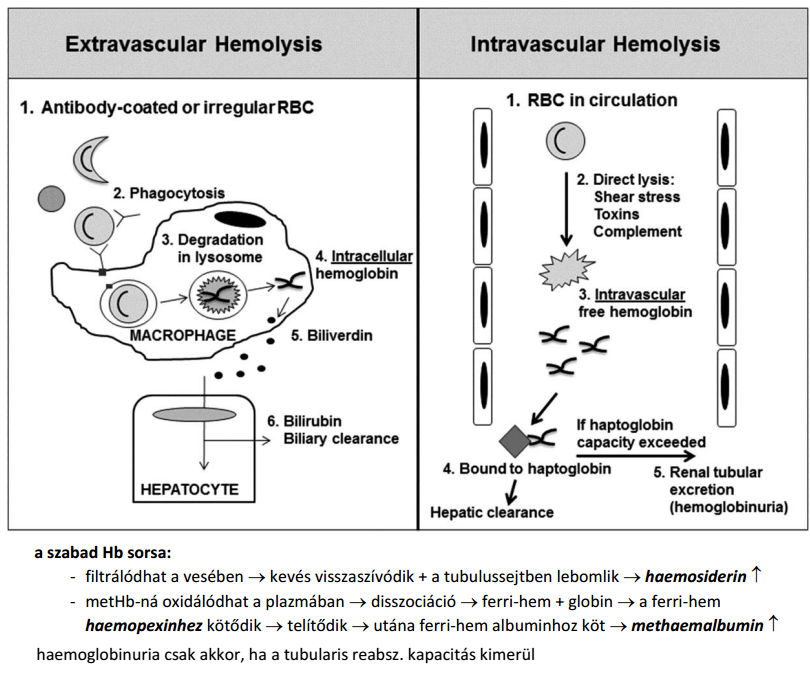 Extravascular Hemolysis
1. Antibody-coated or irregular RBC
2. Phagocytosis
3. Degradation
in lysosome
4. Intracellular
hemoglobin
MACROPHAGE
5. Biliverdin
6. Bilirubin
Biliary clearance
HEPATOCYTE
Intravascular Hemolysis
1. RBC in circulation
2. Direct lysis:
Shear stress
Toxins
Complement
3. Intravascular
free hemoglobin
If haptoglobin
capacity exceeded
4. Bound to haptoglobin
5. Renal tubular
excretion
(hemoglobinuria)
Hepatic clearance
a szabad Hb sorsa:
- filtrálódhat a vesében → kevés visszaszívódik + a tubulussejtben lebomlik → haemosiderin ↑
- metHb-ná oxidálódhat a plazmában → disszociáció → ferri-hem + globin → a ferri-hem
haemopexinhez kötődik → telítődik → utána ferri-hem albuminhoz köt → methaemalbumin ↑
haemoglobinuria csak akkor, ha a tubularis reabsz. kapacitás kimerül